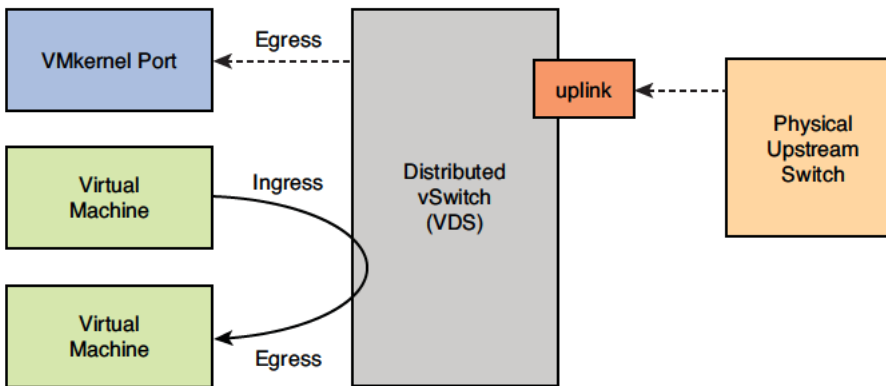 VMkernel Port
Egress
uplink
Physical
Upstream
Switch
Virtual
Machine
Ingress
Distributed
vSwitch
(VDS)
Virtual
Machine
Egress